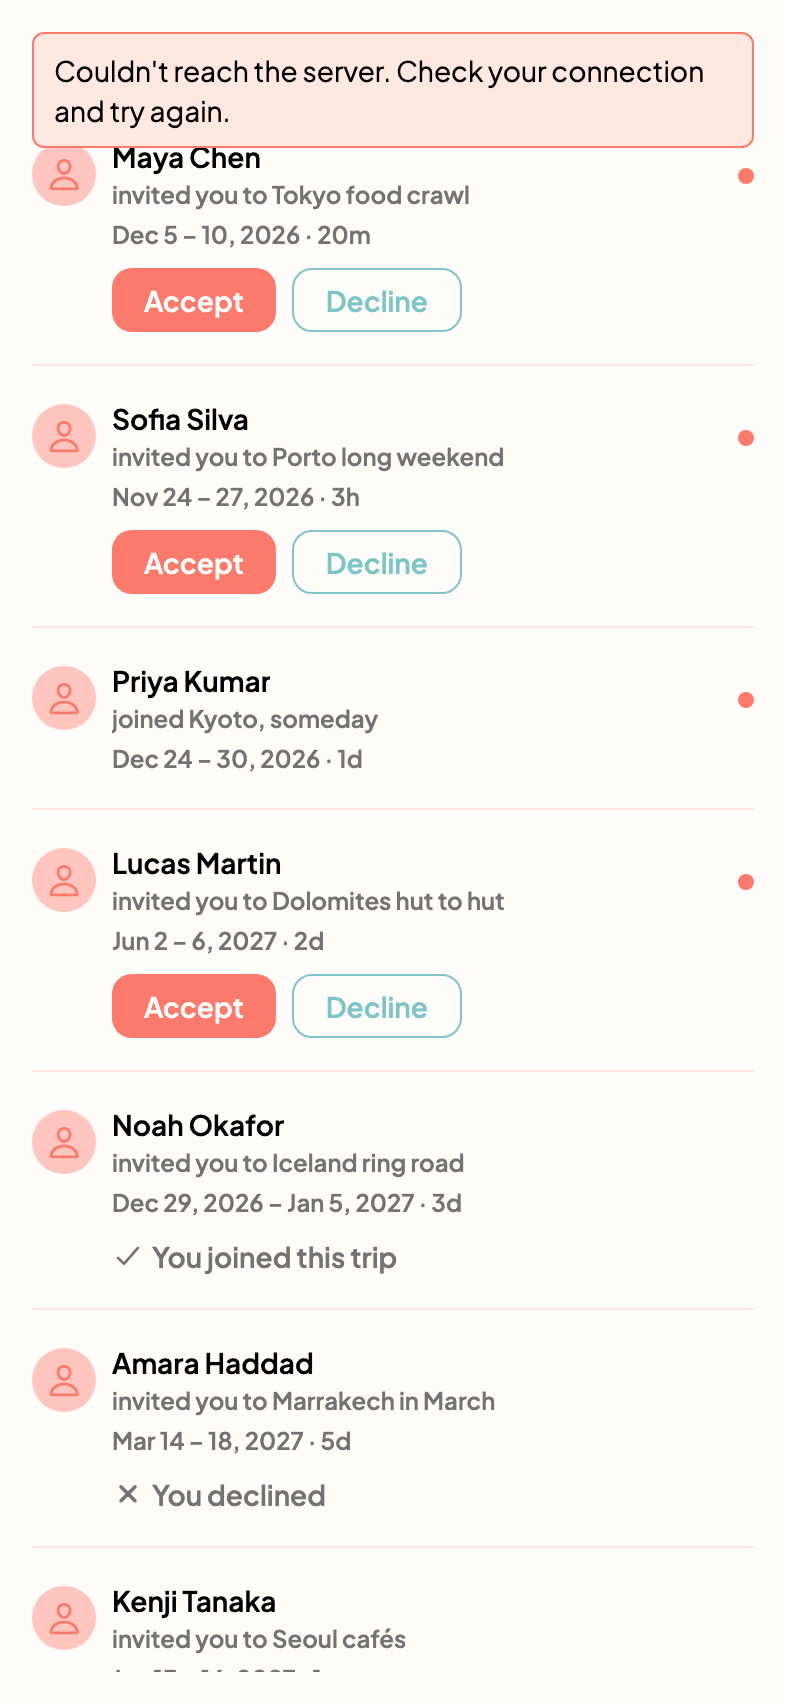 Couldn't reach the server. Check your connection
and try again.
Maya Chen
invited you to Tokyo food crawl
Dec 5 – 10, 2026 · 20m
Accept
Decline
Sofia Silva
invited you to Porto long weekend
Nov 24 – 27, 2026 · 3h
Accept
Decline
Priya Kumar
joined Kyoto, someday
Dec 24 – 30, 2026 · 1d
Lucas Martin
invited you to Dolomites hut to hut
Jun 2 – 6, 2027 · 2d
Accept
Decline
Noah Okafor
invited you to Iceland ring road
Dec 29, 2026 – Jan 5, 2027 · 3d
You joined this trip
Amara Haddad
invited you to Marrakech in March
Mar 14 – 18, 2027 · 5d
You declined
Kenji Tanaka
invited you to Seoul cafés